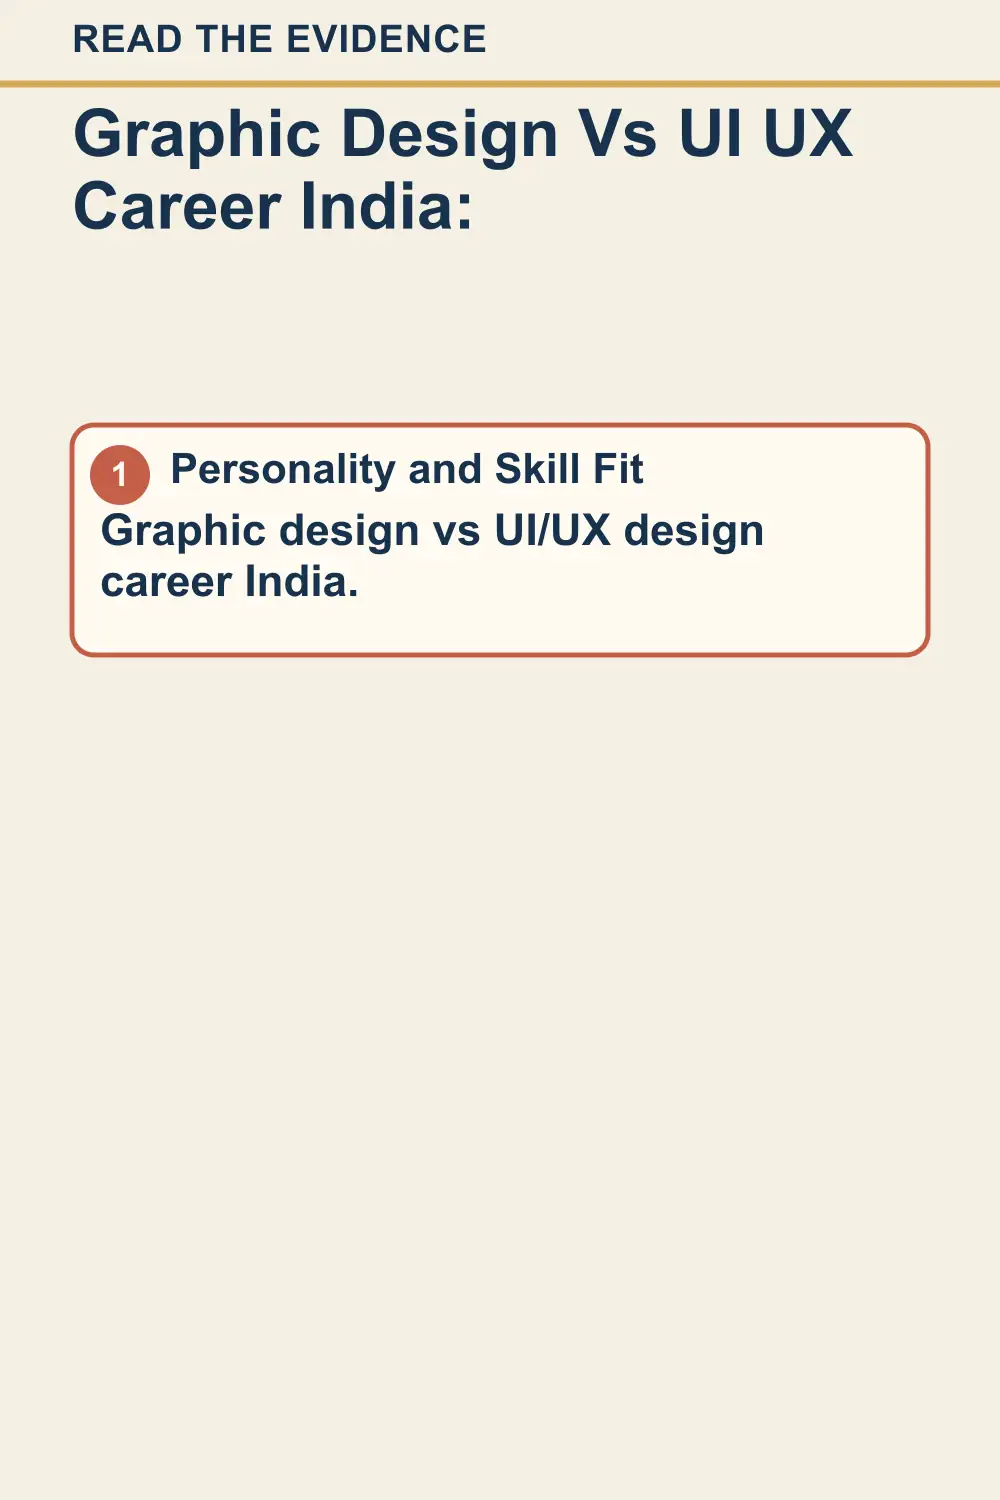 READ THE EVIDENCE
Graphic Design Vs UI UX
Career India:
1 Personality and Skill Fit
Graphic design vs UI/UX design
career India.